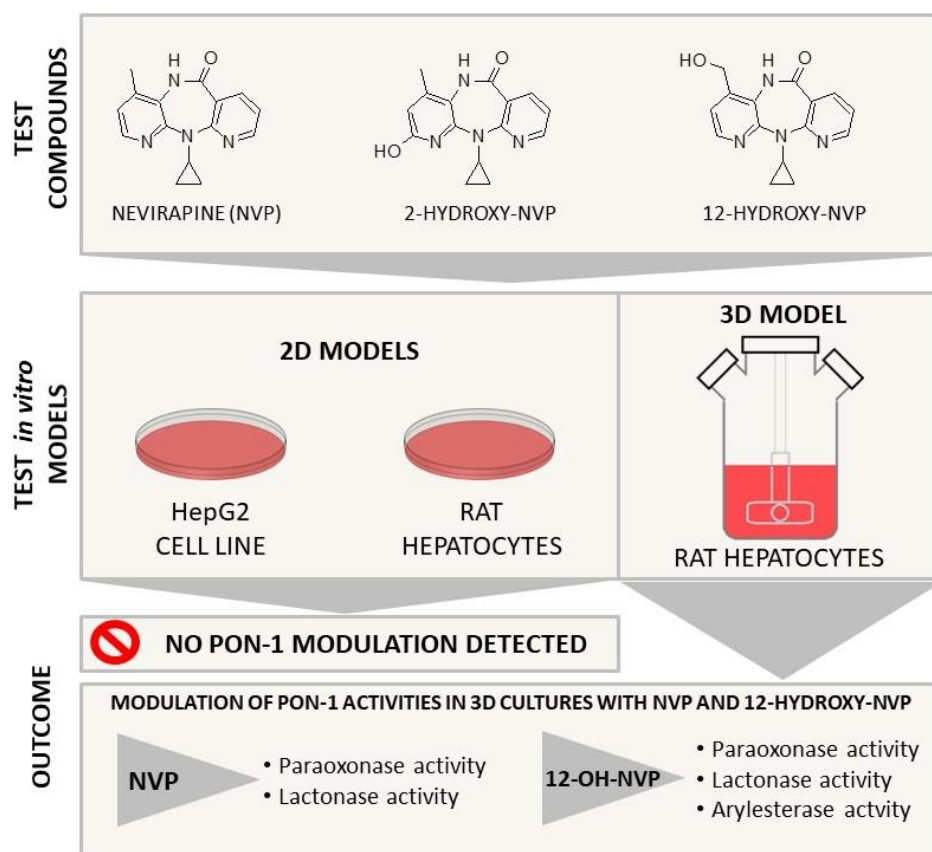 TEST
COMPOUNDS
H
N
O
N
N
N
NEVIRAPINE (NVP)
H
N
O
HO
N
N
N
2-HYDROXY-NVP
HO
H
N
O
N
N
N
12-HYDROXY-NVP
TEST in vitro
MODELS
2D MODELS
HepG2
CELL LINE
RAT
HEPATOCYTES
3D MODEL
RAT HEPATOCYTES
OUTCOME
NO PON-1 MODULATION DETECTED
MODULATION OF PON-1 ACTIVITIES IN 3D CULTURES WITH NVP AND 12-HYDROXY-NVP
NVP
• Paraoxonase activity
• Lactonase activity
12-OH-NVP
• Paraoxonase activity
• Lactonase activity
• Arylesterase actvity